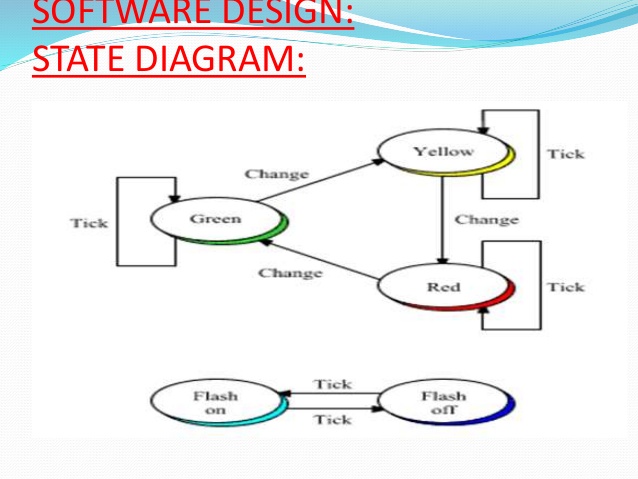 SOFTWARE DESIGN:
STATE DIAGRAM:
Yellow
Tick
Change
Green
Tick
Change
Change
Red
Tick
Flash
on
Tick
Tick
Flash
off